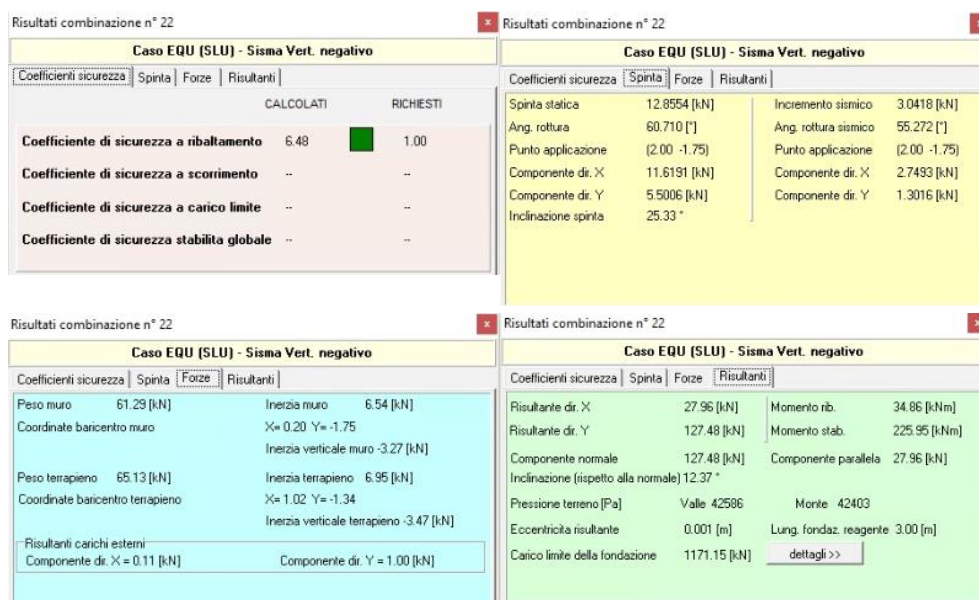 Risultati combinazione n° 22
x
Caso EQU (SLU) - Sisma Vert. negativo
Coefficienti sicurezza Spinta Forze Risultanti
CALCOLATI RICHIESTI
Coefficiente di sicurezza a ribaltamento 6.48 1.00
Coefficiente di sicurezza a scorrimento -- --
Coefficiente di sicurezza a carico limite -- --
Coefficiente di sicurezza stabilita globale -- --
x
Caso EQU (SLU) - Sisma Vert. negativo
Coefficienti sicurezza Spinta Forze Risultanti
Spinta statica 12.8554 [kN] Incremento sismico 3.0418 [kN]
Ang. rottura 60.710 [°] Ang. rottura sismico 55.272 [°]
Punto applicazione (2.00 -1.75) Punto applicazione (2.00 -1.75)
Componente dir. X 11.6191 [kN] Componente dir. X 2.7493 [kN]
Componente dir. Y 5.5006 [kN] Componente dir. Y 1.3016 [kN]
Inclinazione spinta 25.33 °
Risultati combinazione n° 22
x
Caso EQU (SLU) - Sisma Vert. negativo
Coefficienti sicurezza Spinta Forze Risultanti
Peso muro 61.29 [kN] Inerzia muro 6.54 [kN]
Coordinate baricentro muro X= 0.20 Y= -1.75
Inerzia verticale muro -3.27 [kN]
Peso terrapieno 65.13 [kN] Inerzia terrapieno 6.95 [kN]
Coordinate baricentro terrapieno X= 1.02 Y= -1.34
Inerzia verticale terrapieno -3.47 [kN]
Risultanti carichi esterni
Componente dir. X = 0.11 [kN] Componente dir. Y = 1.00 [kN]
Risultati combinazione n° 22
x
Caso EQU (SLU) - Sisma Vert. negativo
Coefficienti sicurezza Spinta Forze Risultanti
Risultante dir. X 27.96 [kN] Momento rib. 34.86 [kNm]
Risultante dir. Y 127.48 [kN] Momento stab. 225.95 [kNm]
Componente normale 127.48 [kN] Componente parallela 27.96 [kN]
Inclinazione (rispetto alla normale) 12.37 °
Pressione terreno [Pa] Valle 42586 Monte 42403
Eccentricita risultante 0.001 [m] Lung. fondaz. reagente 3.00 [m]
Carico limite della fondazione 1171.15 [kN] dettagli >>